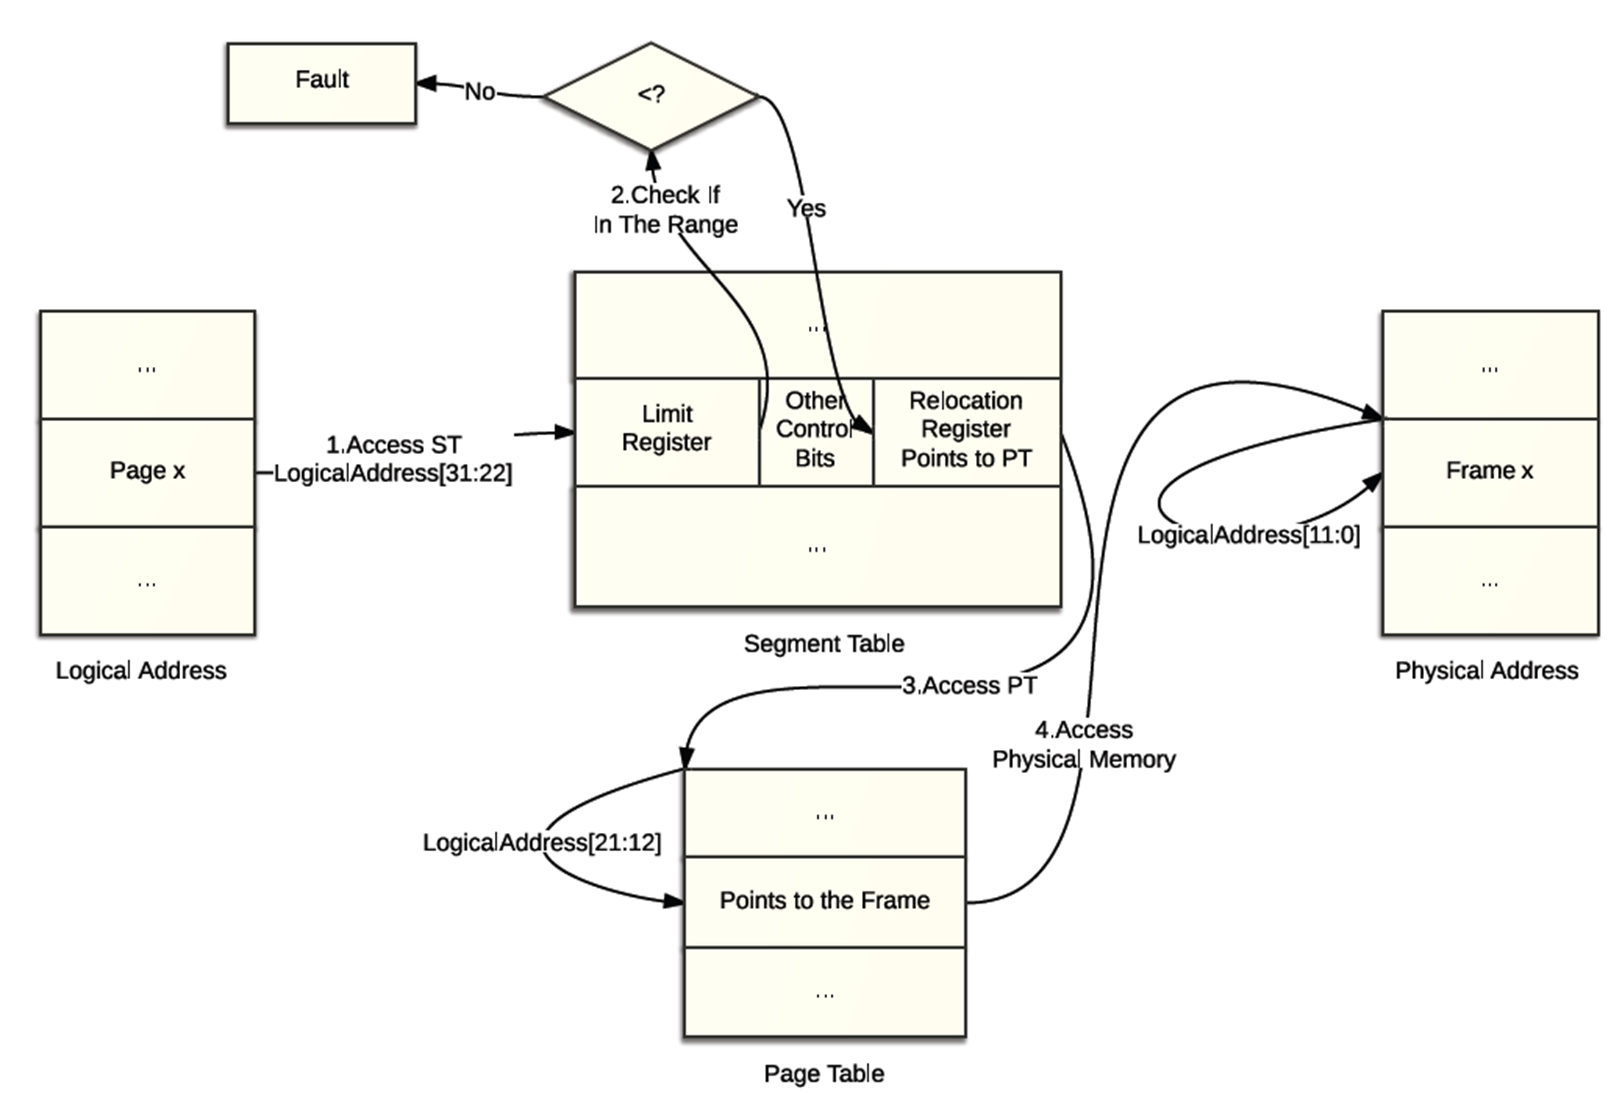 Fault
No
<?
2.Check If
In The Range
Yes
...
...
Page x
...
Logical Address
1.Access ST
LogicalAddress[31:22]
Limit
Register
Other
Control
Bits
Relocation
Register
Points to PT
...
Segment Table
...
Frame x
...
LogicalAddress[11:0]
Physical Address
3.Access PT
4.Access
Physical Memory
LogicalAddress[21:12]
...
Points to the Frame
...
Page Table